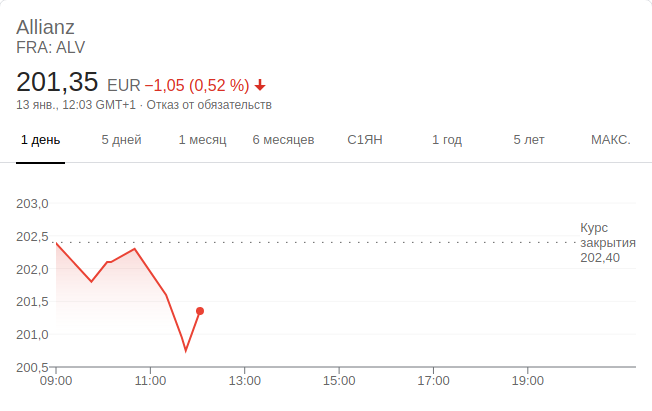 Allianz
FRA: ALV
201,35 EUR −1,05 (0,52 %)
13 янв., 12:03 GMT+1 · Отказ от обязательств
1 день 5 дней 1 месяц 6 месяцев С1ЯН 1 год 5 лет МАКС.
203,0
202,5
202,0
201,5
201,0
200,5
Курс
закрытия
202,40
09:00 11:00 13:00 15:00 17:00 19:00